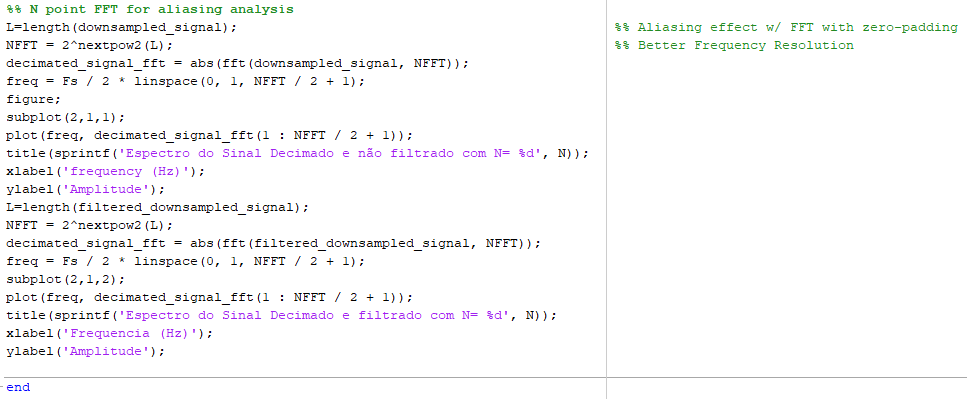 %% N point FFT for aliasing analysis
L=length(downsampled_signal);
%% Aliasing effect w/ FFT with zero-padding
NFFT = 2^nextpow2(L);
%% Better Frequency Resolution
decimated_signal_fft = abs(fft(downsampled_signal, NFFT));
freq = Fs / 2 * linspace(0, 1, NFFT / 2 + 1);
figure;
subplot(2,1,1);
plot(freq, decimated_signal_fft(1 : NFFT / 2 + 1));
title(sprintf('Espectro do Sinal Decimado e não filtrado com N= %d', N));
xlabel('frequency (Hz)');
ylabel('Amplitude');
L=length(filtered_downsampled_signal);
NFFT = 2^nextpow2(L);
decimated_signal_fft = abs(fft(filtered_downsampled_signal, NFFT));
freq = Fs / 2 * linspace(0, 1, NFFT / 2 + 1);
subplot(2,1,2);
plot(freq, decimated_signal_fft(1 : NFFT / 2 + 1));
title(sprintf('Espectro do Sinal Decimado e filtrado com N= %d', N));
xlabel('Frequencia (Hz)');
ylabel('Amplitude');
end